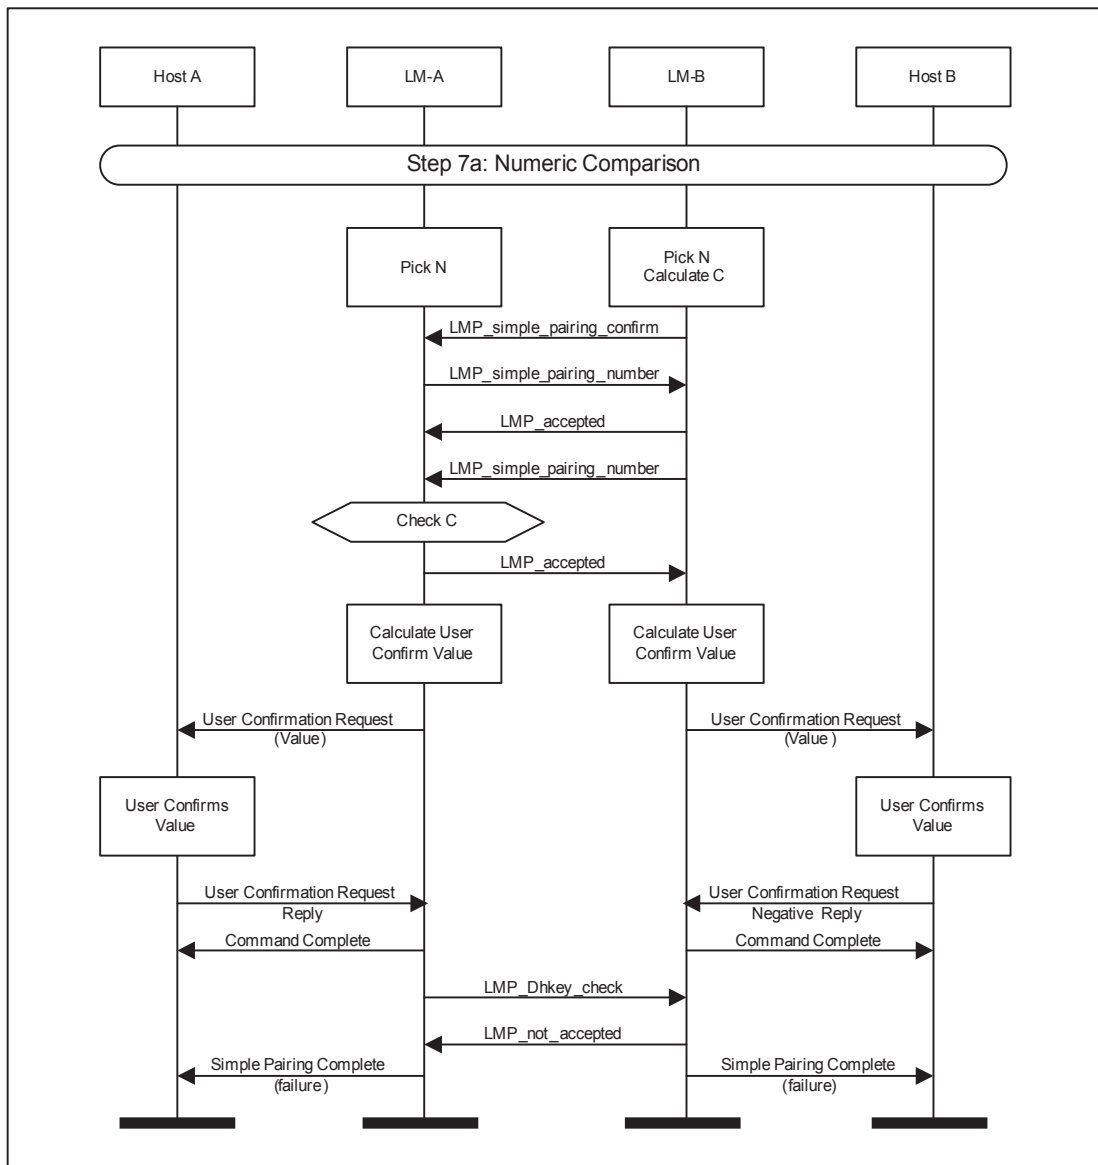 Host A
LM-A
LM-B
Host B
Step 7a: Numeric Comparison
Pick N
Pick N
Calculate C
LMP_simple_pairing_confirm
LMP_simple_pairing_number
LMP_accepted
LMP_simple_pairing_number
Check C
LMP_accepted
Calculate User
Confirm Value
Calculate User
Confirm Value
User Confirmation Request
(Value)
User Confirmation Request
(Value)
User Confirms
Value
User Confirms
Value
User Confirmation Request
Reply
User Confirmation Request
Negative Reply
Command Complete
Command Complete
LMP_Dhkey_check
LMP_not_accepted
Simple Pairing Complete
(failure)
Simple Pairing Complete
(failure)